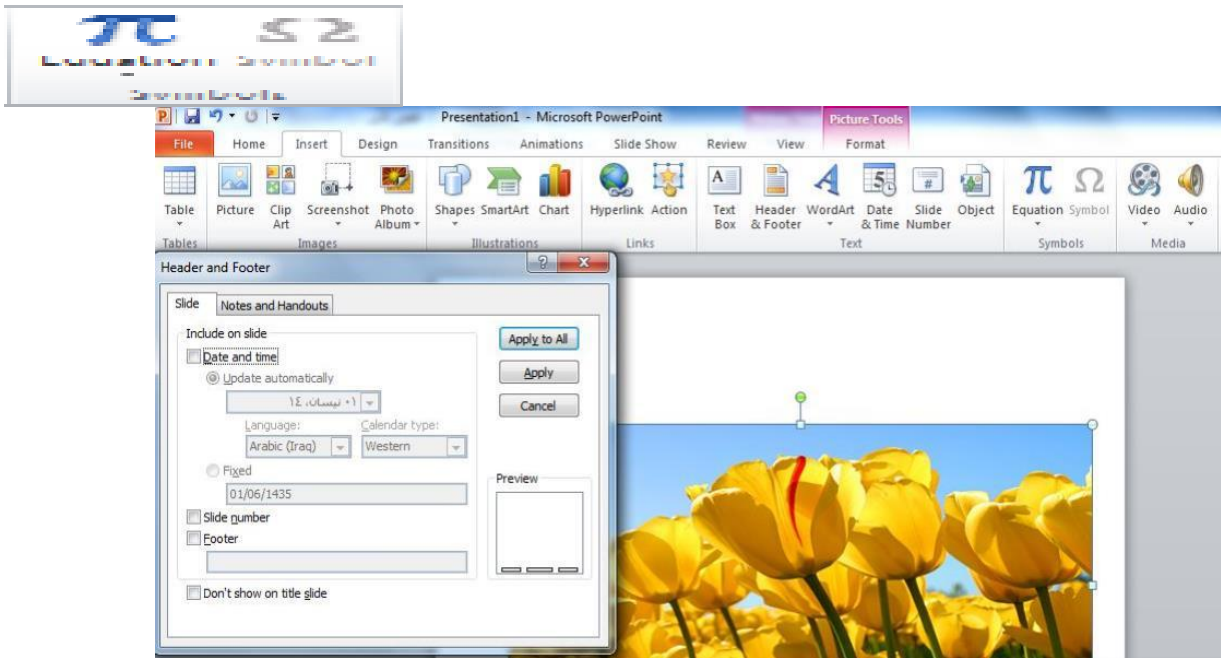 Equation Symbol
Symbols
Presentation1 - Microsoft PowerPoint
Picture Tools
File Home Insert Design Transitions Animations Slide Show Review View Format
Table Picture Clip Art Screenshot Photo Album Shapes SmartArt Chart Hyperlink Action Text Box Header & Footer WordArt Date & Time Slide Number Object Equation Symbol Video Audio
Tables Images Illustrations Links Text Symbols Media
Header and Footer
Slide Notes and Handouts
Include on slide
Date and time
Update automatically
٠١ نيسان، ١٤
Language: Calendar type:
Arabic (Iraq) Western
Fixed
01/06/1435
Slide number
Footer
Don't show on title slide
Apply to All
Apply
Cancel
Preview